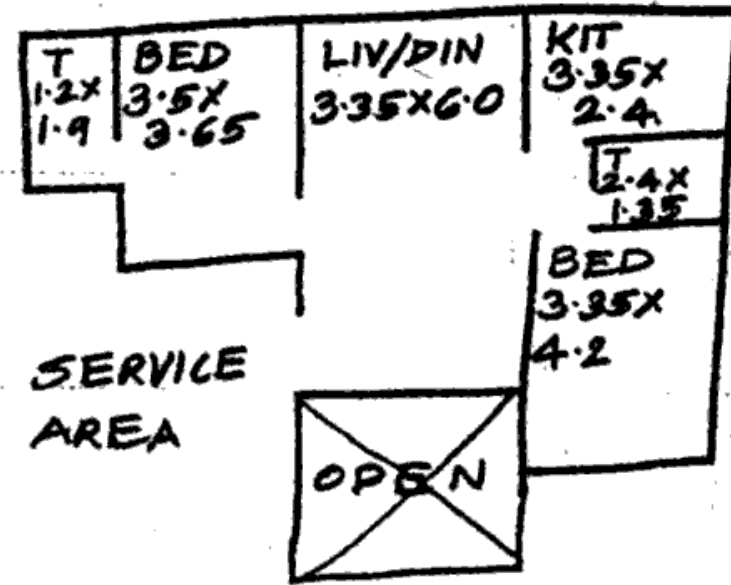 T
1.2X
1.9
BED
3.5X
3.65
LIV/DIN
3.35X6.0
KIT
3.35X
2.4
T
2.4X
1.35
BED
3.35X
4.2
SERVICE
AREA
OPEN